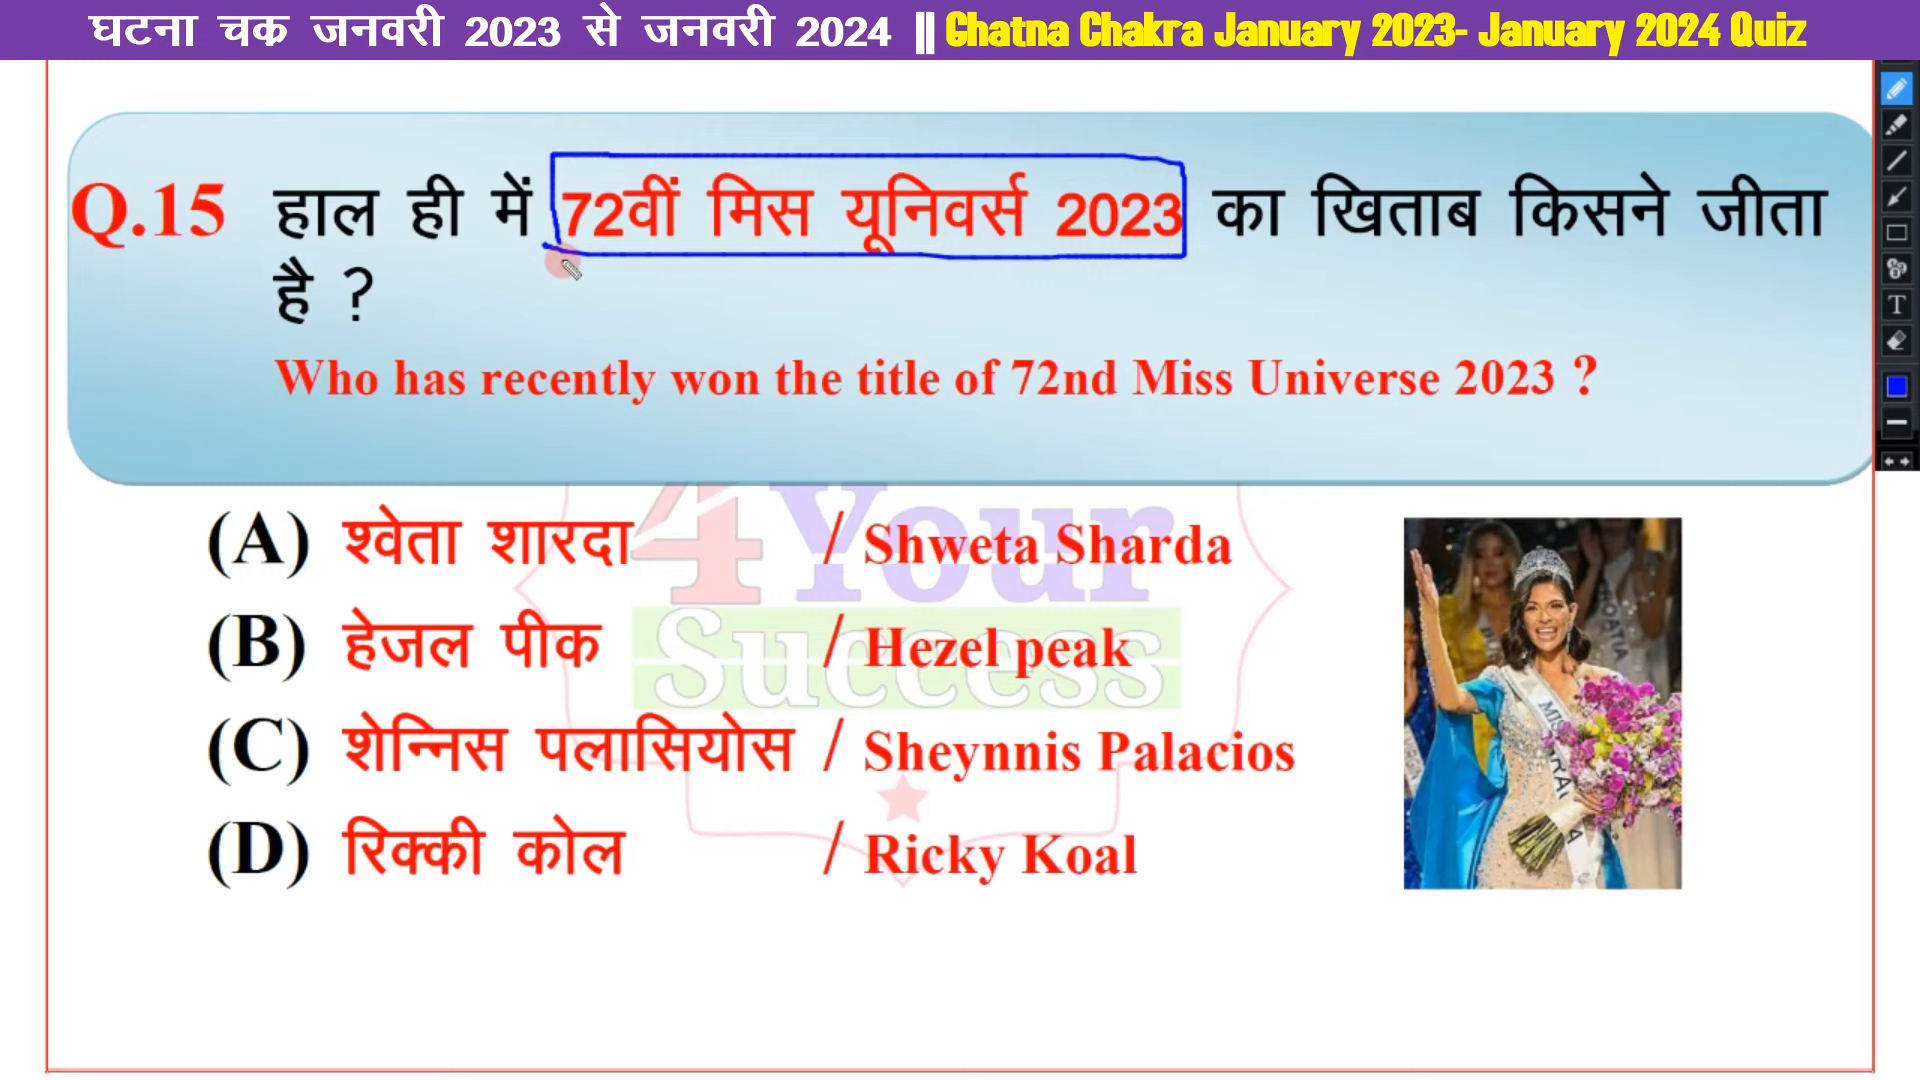 घटना चक्र जनवरी 2023 से जनवरी 2024 || Ghatna Chakra January 2023- January 2024 Quiz
Q.15 हाल ही में 72वीं मिस यूनिवर्स 2023 का खिताब किसने जीता
है ?
Who has recently won the title of 72nd Miss Universe 2023 ?
4Your
Success
(A) श्वेता शारदा / Shweta Sharda
(B) हेजल पीक / Hezel peak
(C) शेन्निस पलासियोस / Sheynnis Palacios
(D) रिक्की कोल / Ricky Koal